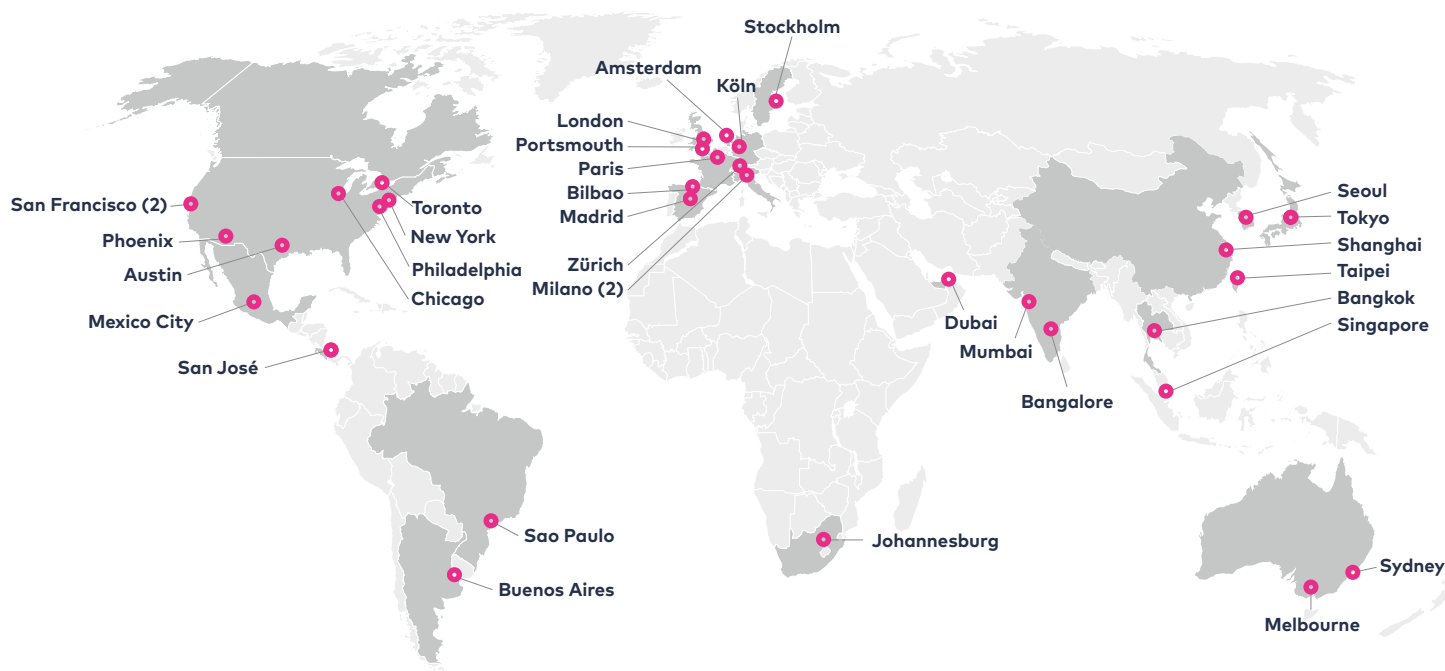 Stockholm
Amsterdam
Köln
London
Portsmouth
Paris
Bilbao
Madrid
Zürich
Milano (2)
San Francisco (2)
Phoenix
Austin
Mexico City
San José
Toronto
New York
Philadelphia
Chicago
Sao Paulo
Buenos Aires
Johannesburg
Dubai
Mumbai
Bangalore
Seoul
Tokyo
Shanghai
Taipei
Bangkok
Singapore
Sydney
Melbourne